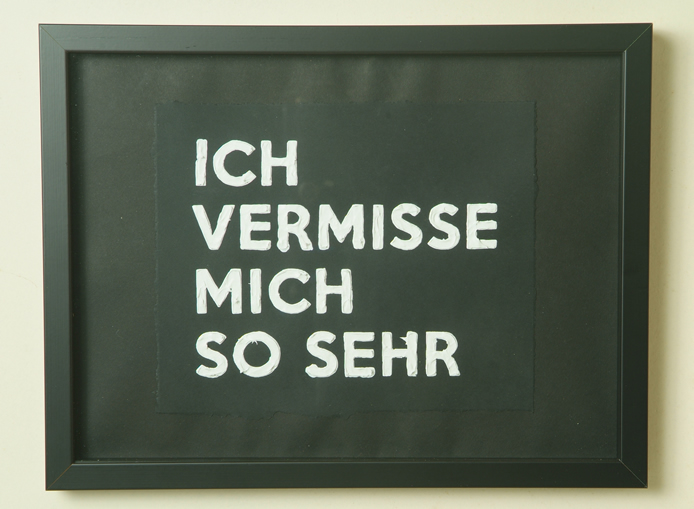 ICH
VERMISSE
MICH
SO SEHR